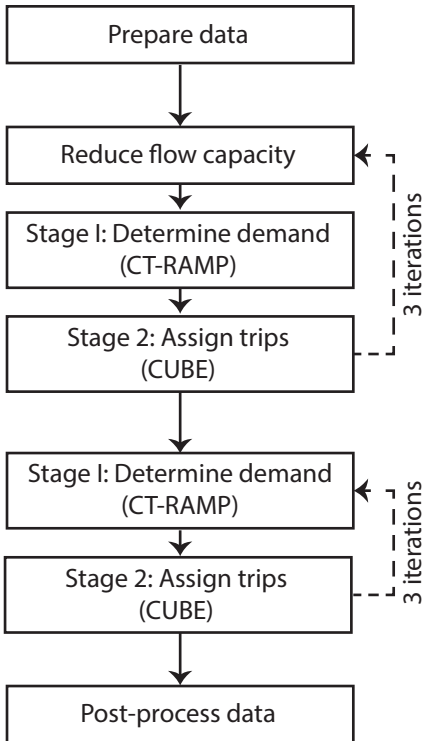 Prepare data
Reduce flow capacity
Stage I: Determine demand
(CT-RAMP)
Stage 2: Assign trips
(CUBE)
3 iterations
Stage I: Determine demand
(CT-RAMP)
Stage 2: Assign trips
(CUBE)
3 iterations
Post-process data